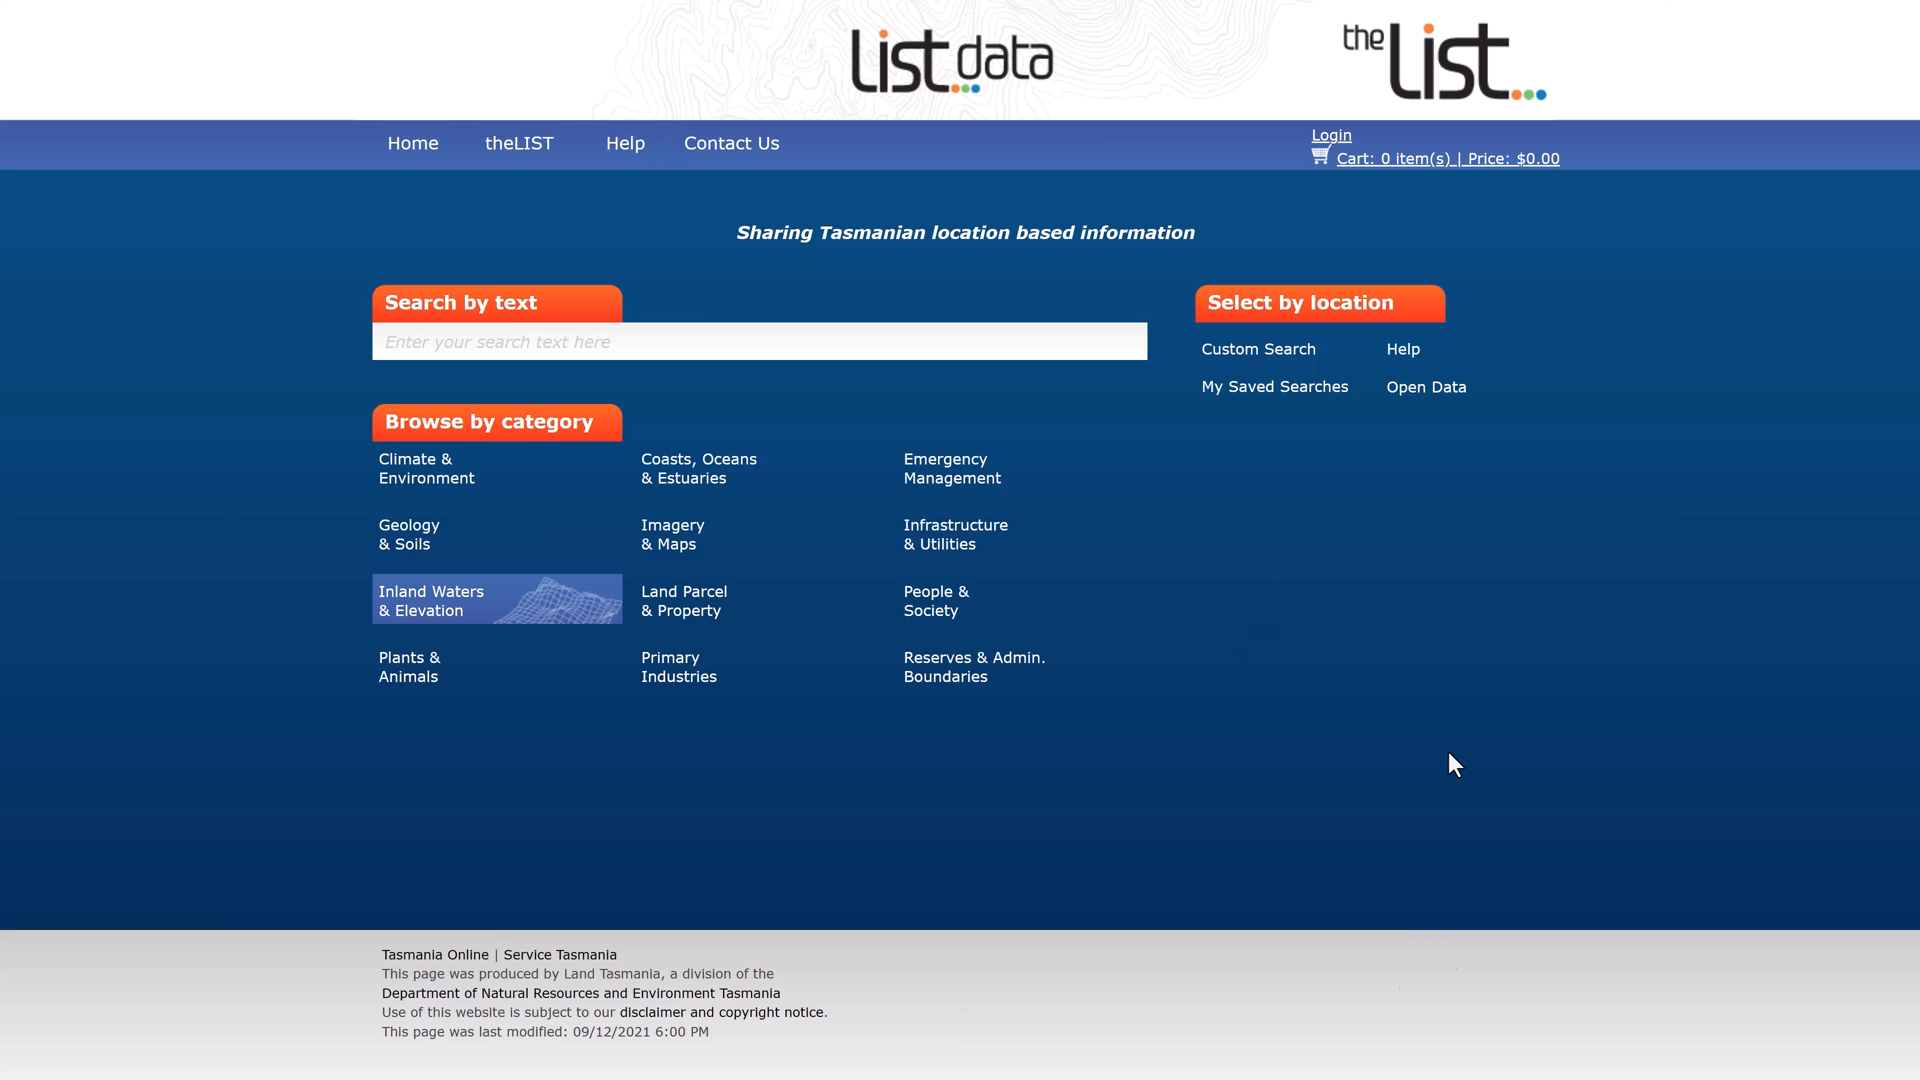 LIST data
the LIST
Home
theLIST
Help
Contact Us
Login
Cart: 0 item(s) | Price: $0.00
Sharing Tasmanian location based information
Search by text
Enter your search text here
Select by location
Custom Search
Help
My Saved Searches
Open Data
Browse by category
Climate &
Environment
Coasts, Oceans
& Estuaries
Emergency
Management
Geology
& Soils
Imagery
& Maps
Infrastructure
& Utilities
Inland Waters
& Elevation
Land Parcel
& Property
People &
Society
Plants &
Animals
Primary
Industries
Reserves & Admin.
Boundaries
Tasmania Online | Service Tasmania
This page was produced by Land Tasmania, a division of the
Department of Natural Resources and Environment Tasmania
Use of this website is subject to our disclaimer and copyright notice.
This page was last modified: 09/12/2021 6:00 PM